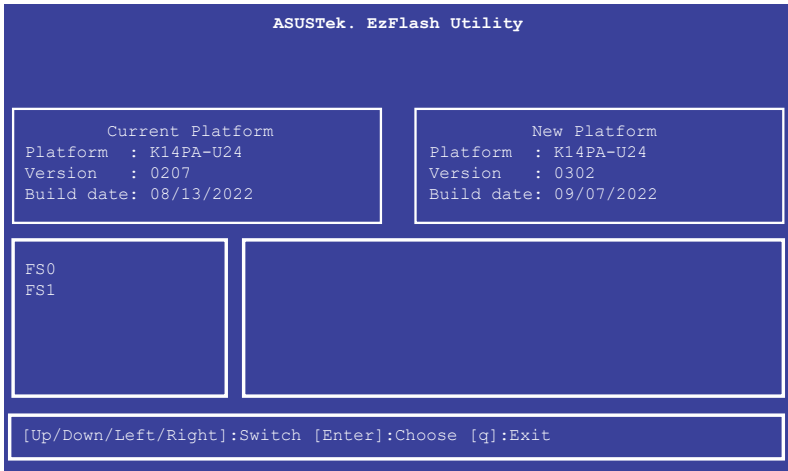 ASUSTek. EzFlash Utility
Current Platform
Platform : K14PA-U24
Version : 0207
Build date: 08/13/2022
New Platform
Platform : K14PA-U24
Version : 0302
Build date: 09/07/2022
FS0
FS1
[Up/Down/Left/Right]:Switch [Enter]:Choose [q]:Exit